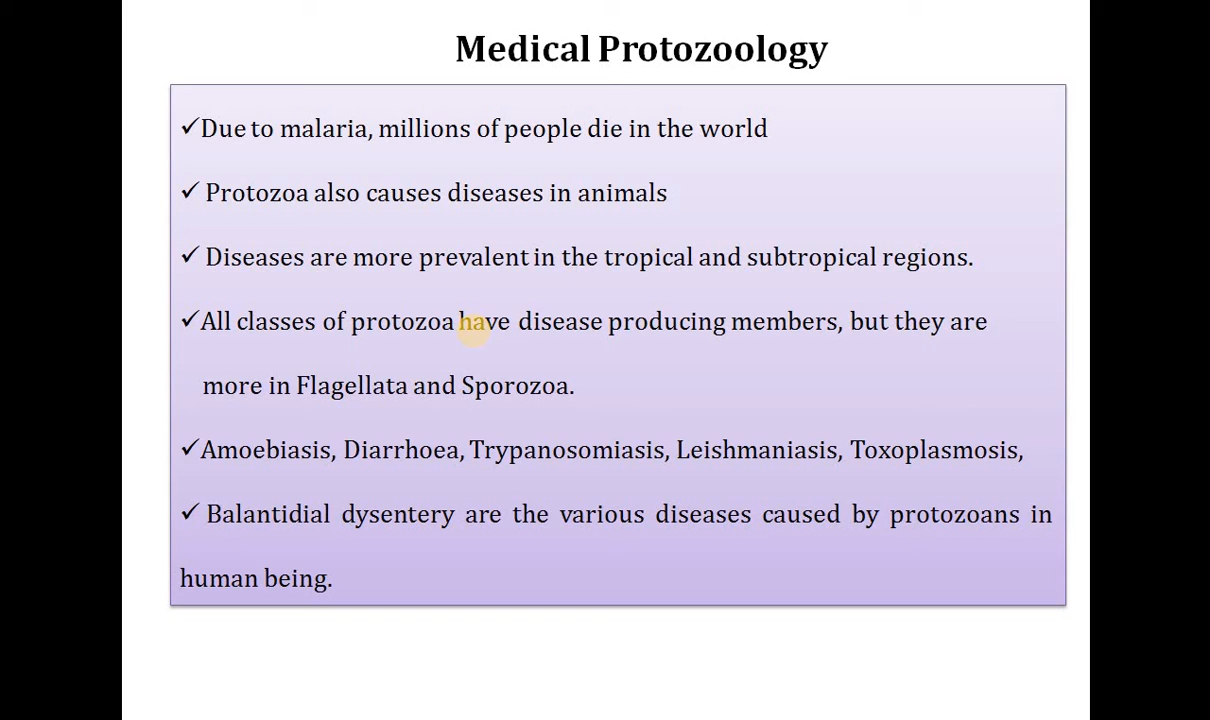 Medical Protozoology
✓Due to malaria, millions of people die in the world
✓ Protozoa also causes diseases in animals
✓ Diseases are more prevalent in the tropical and subtropical regions.
✓All classes of protozoa have disease producing members, but they are
more in Flagellata and Sporozoa.
✓Amoebiasis, Diarrhoea, Trypanosomiasis, Leishmaniasis, Toxoplasmosis,
✓ Balantidial dysentery are the various diseases caused by protozoans in
human being.